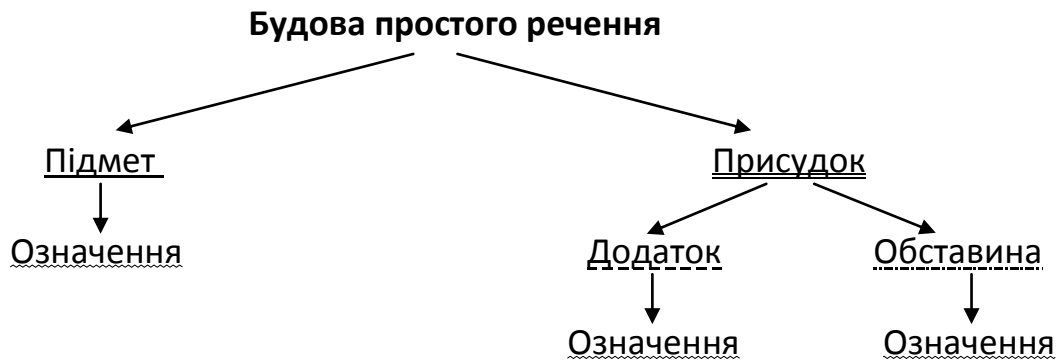 Будова простого речення
Підмет Присудок
Означення Додаток Обставина
Означення Означення